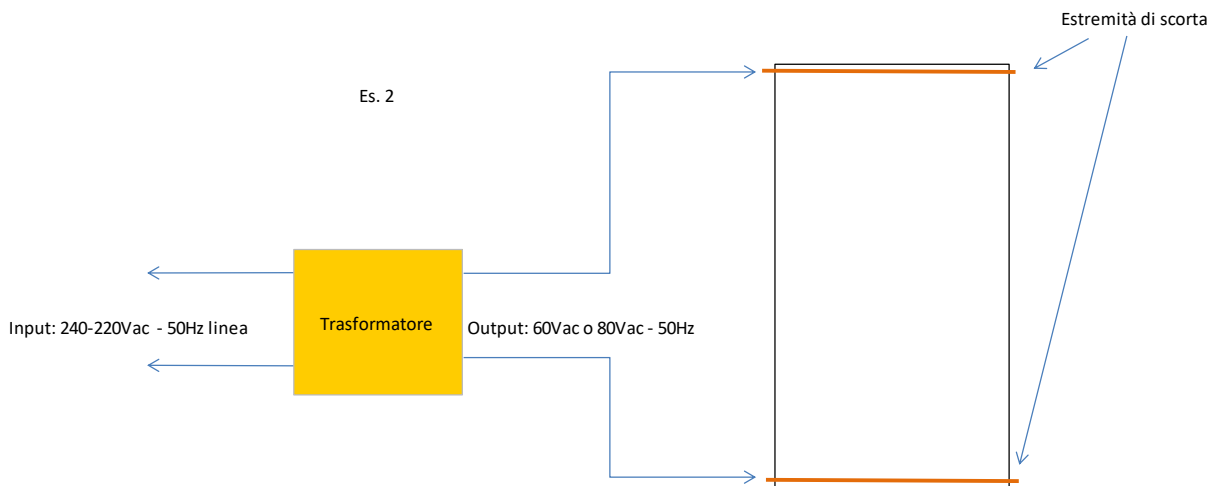 Estremità di scorta
Es. 2
Input: 240-220Vac - 50Hz linea
Trasformatore
Output: 60Vac o 80Vac - 50Hz